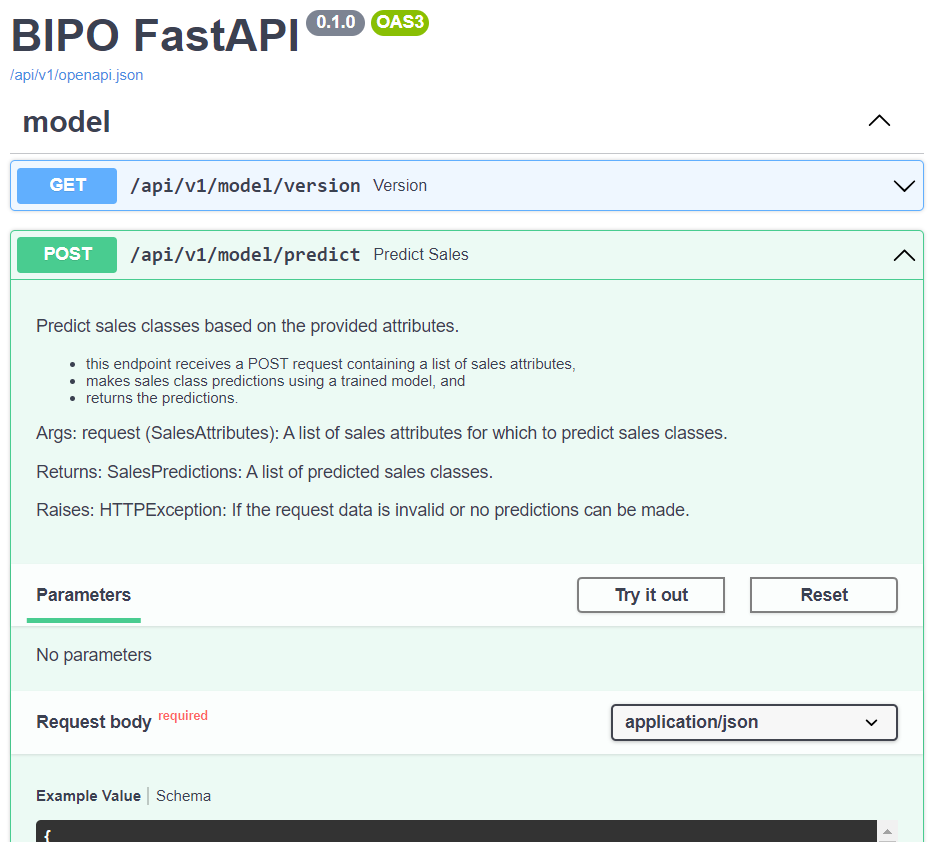 BIPO FastAPI 0.1.0 OAS3
/api/v1/openapi.json
model
GET /api/v1/model/version Version
POST /api/v1/model/predict Predict Sales
Predict sales classes based on the provided attributes.
this endpoint receives a POST request containing a list of sales attributes,
makes sales class predictions using a trained model, and
returns the predictions.
Args: request (SalesAttributes): A list of sales attributes for which to predict sales classes.
Returns: SalesPredictions: A list of predicted sales classes.
Raises: HTTPException: If the request data is invalid or no predictions can be made.
Parameters Try it out Reset
No parameters
Request body required application/json
Example Value Schema
{